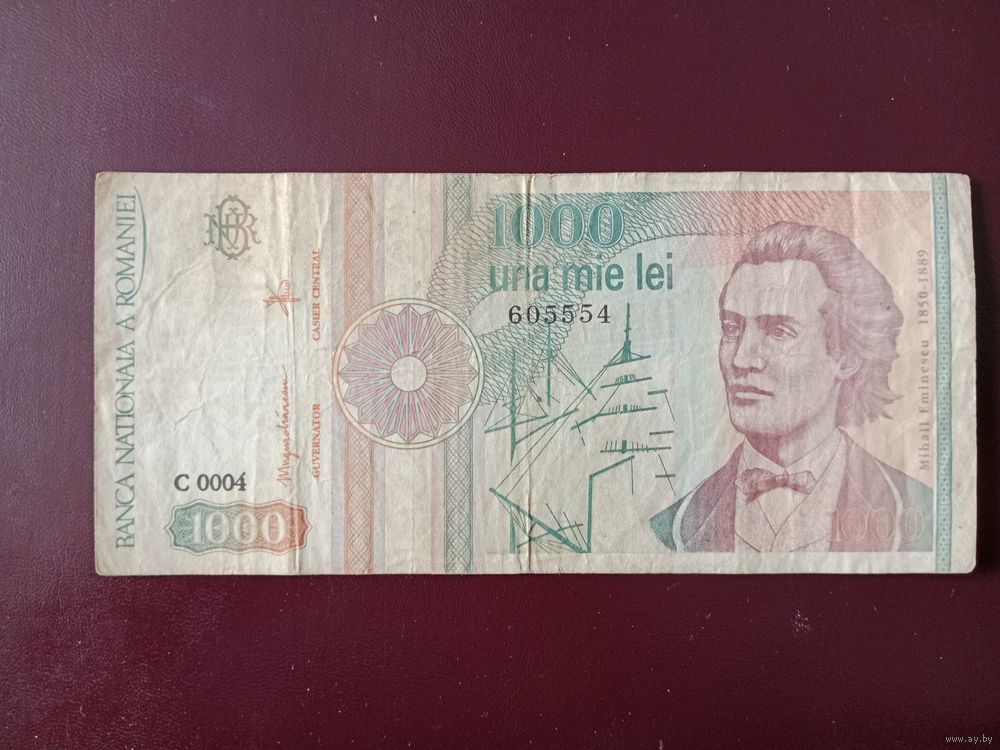 BANCA NATIONALA A ROMANIEI
BNR
C 0004
1000
GUVERNATOR
CASIER CENTRAL
1000
una mie lei
605554
Mihail Eminescu 1850-1889
1000
www.ay.by